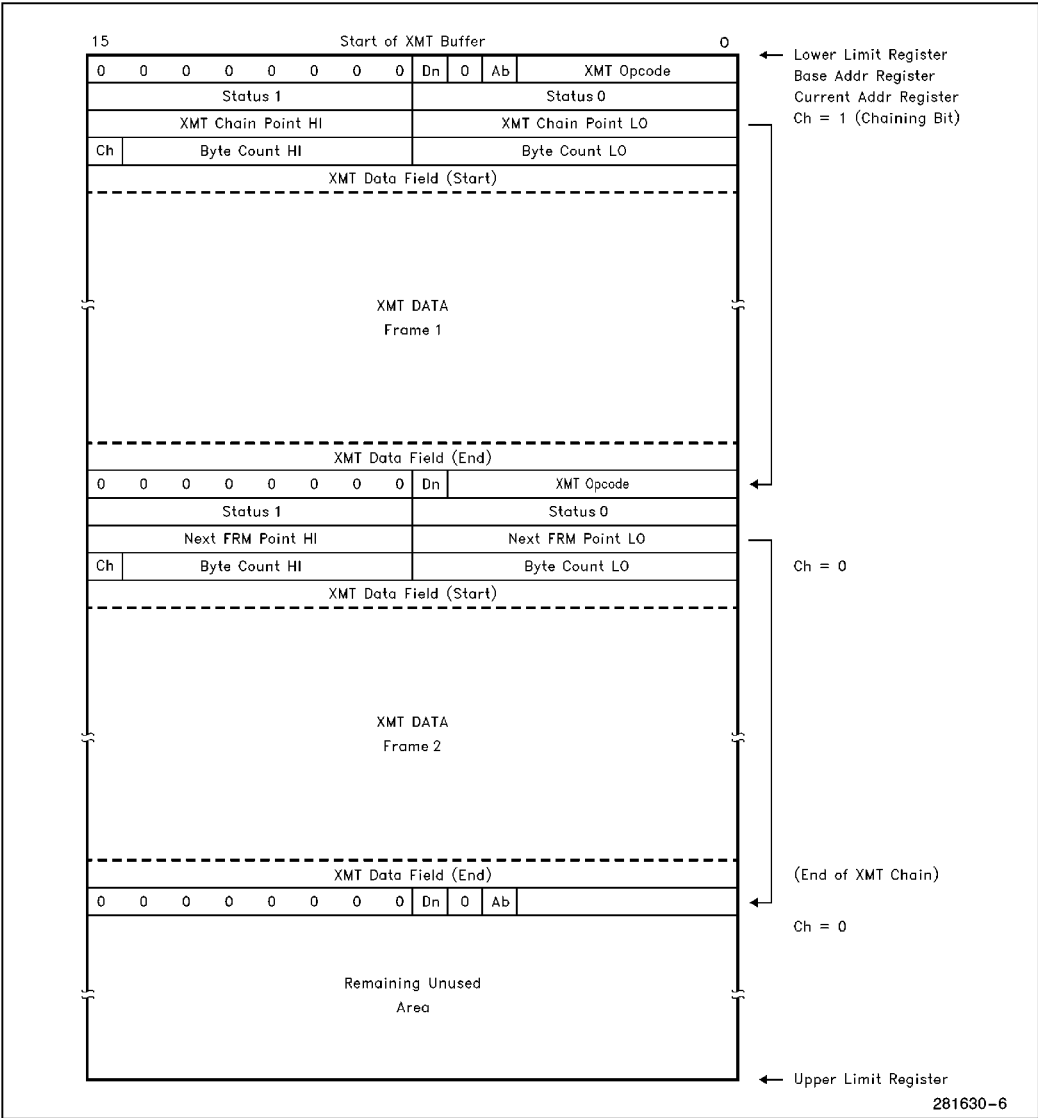 15 Start of XMT Buffer 0
Lower Limit Register
0 0 0 0 0 0 0 0 Dn 0 Ab XMT Opcode
Base Addr Register
Status 1 Status 0
Current Addr Register
XMT Chain Point HI XMT Chain Point LO
Ch = 1 (Chaining Bit)
Ch Byte Count HI Byte Count LO
XMT Data Field (Start)
XMT DATA
Frame 1
XMT Data Field (End)
0 0 0 0 0 0 0 0 Dn XMT Opcode
Status 1 Status 0
Next FRM Point HI Next FRM Point LO
Ch Byte Count HI Byte Count LO
Ch = 0
XMT Data Field (Start)
XMT DATA
Frame 2
XMT Data Field (End)
(End of XMT Chain)
0 0 0 0 0 0 0 0 Dn 0 Ab
Ch = 0
Remaining Unused
Area
Upper Limit Register
281630-6